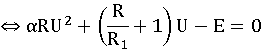 ⇔ αRU² + (R/R₁ + 1) U − E = 0